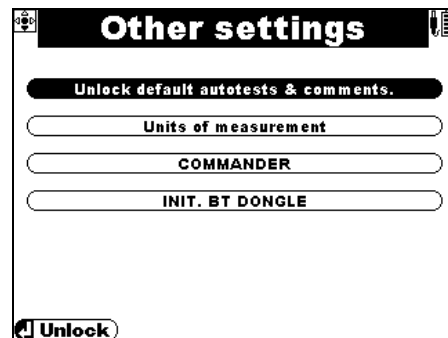 Other settings
Unlock default autotests & comments.
Units of measurement
COMMANDER
INIT. BT DONGLE
Unlock